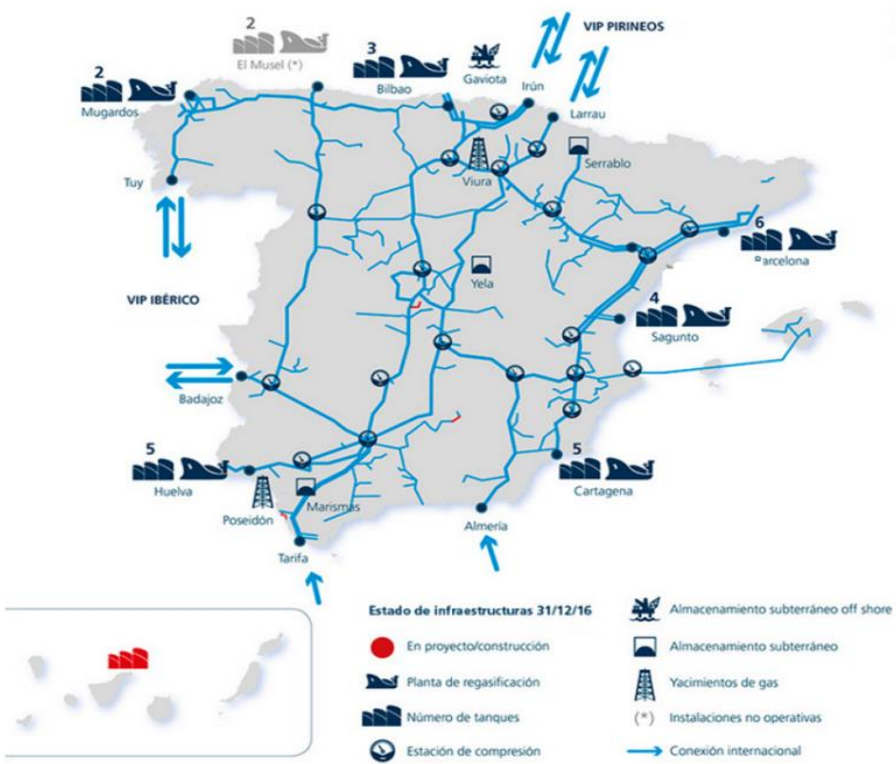 2
El Musel (*)
3
Bilbao
Gaviota
VIP PIRINEOS
Irún
Larrau
2
Mugardos
Tuy
Viura
Serrablo
6
Barcelona
VIP IBÉRICO
Yela
4
Sagunto
Badajoz
5
Huelva
Poseidón
Marismas
Tarifa
Almería
5
Cartagena
Estado de infraestructuras 31/12/16
En proyecto/construcción
Planta de regasificación
Número de tanques
Estación de compresión
Almacenamiento subterráneo off shore
Almacenamiento subterráneo
Yacimientos de gas
(*) Instalaciones no operativas
Conexión internacional